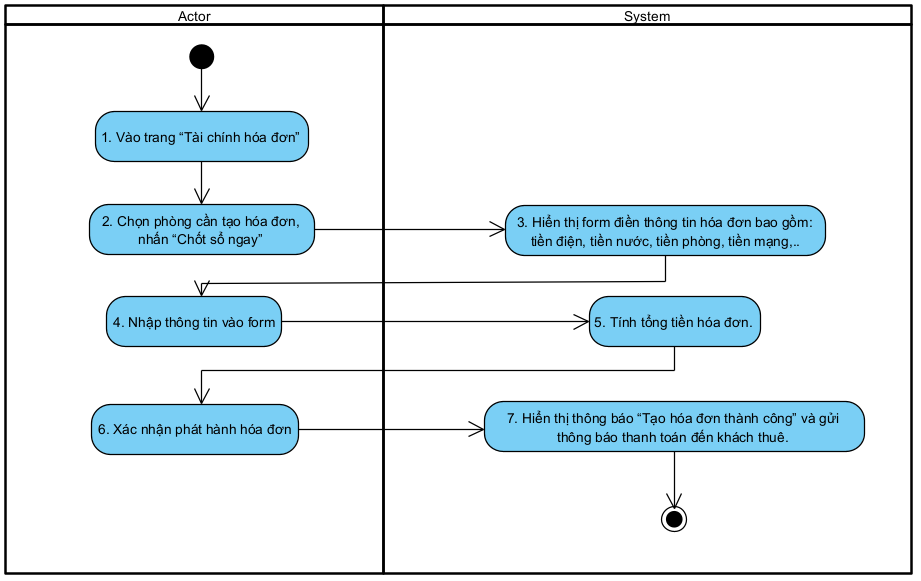 Actor
System
1. Vào trang “Tài chính hóa đơn”
2. Chọn phòng cần tạo hóa đơn,
nhấn “Chốt sổ ngay”
3. Hiển thị form điền thông tin hóa đơn bao gồm:
tiền điện, tiền nước, tiền phòng, tiền mạng,..
4. Nhập thông tin vào form
5. Tính tổng tiền hóa đơn.
6. Xác nhận phát hành hóa đơn
7. Hiển thị thông báo “Tạo hóa đơn thành công” và gửi
thông báo thanh toán đến khách thuê.